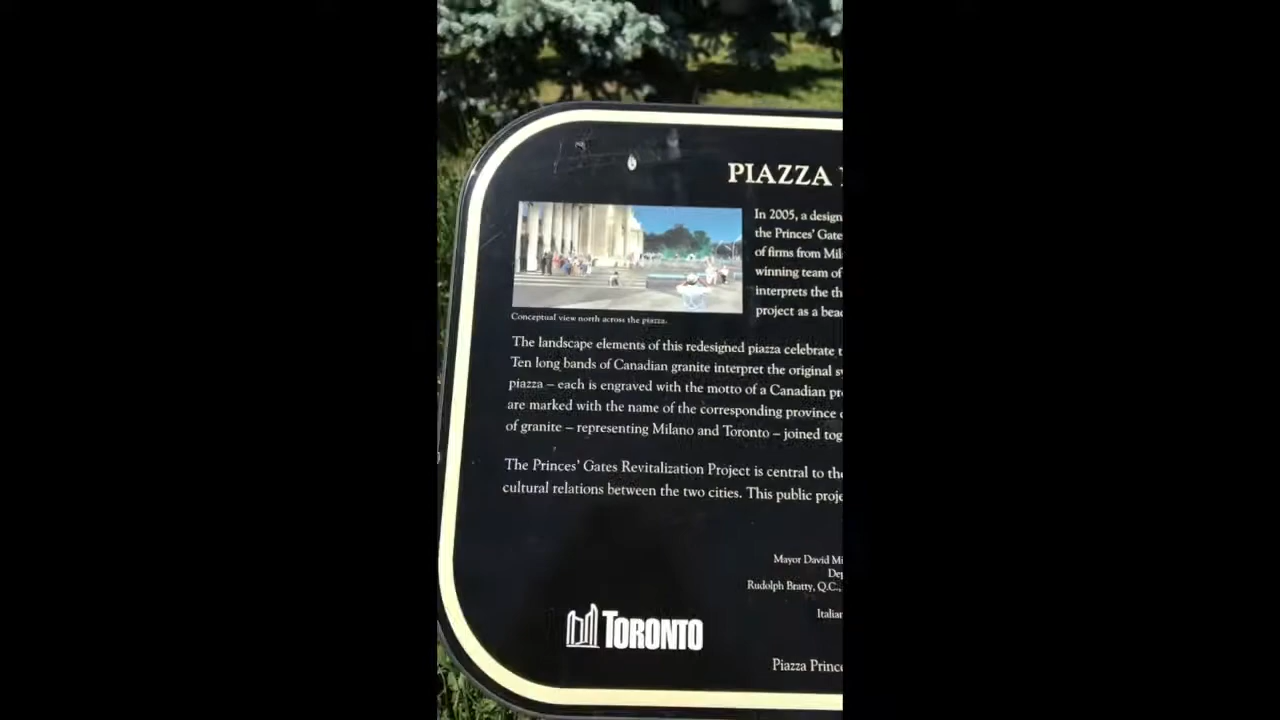 PIAZZA
In 2005, a design
the Princes' Gate
of firms from Mil
winning team of
interprets the th
project as a bea
Conceptual view north across the piazza.
The landscape elements of this redesigned piazza celebrate t
Ten long bands of Canadian granite interpret the original s
piazza – each is engraved with the motto of a Canadian pr
are marked with the name of the corresponding province
of granite – representing Milano and Toronto – joined tog
The Princes' Gates Revitalization Project is central to the
cultural relations between the two cities. This public proje
Mayor David Mi
Dep
Rudolph Bratty, Q.C.,
Italian
TORONTO
Piazza Princ